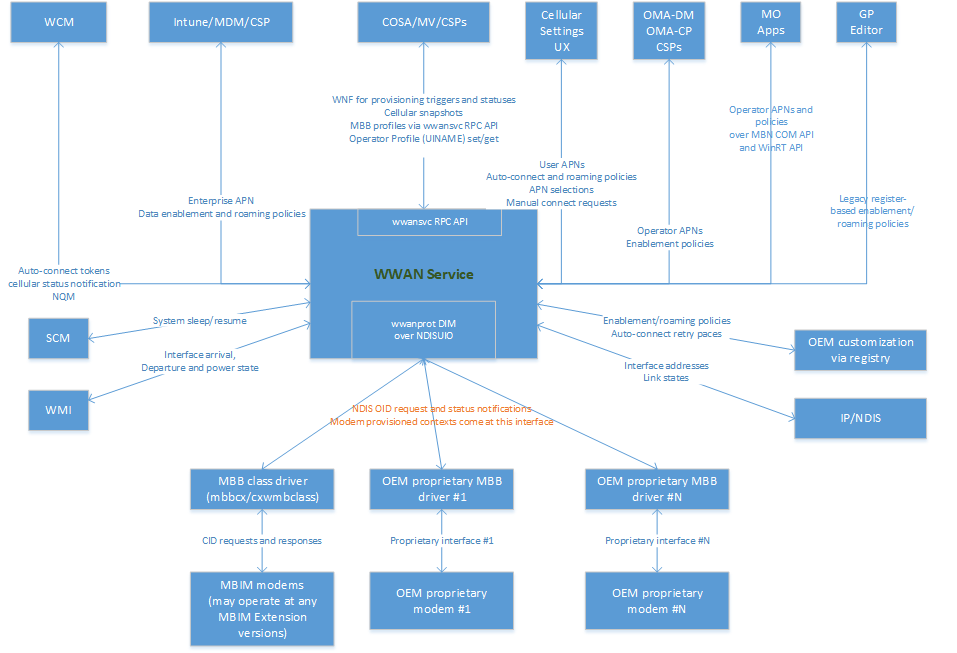 WCM
Intune/MDM/CSP
COSA/MV/CSPs
Cellular
Settings
UX
OMA-DM
OMA-CP
CSPs
MO
Apps
GP
Editor
WNF for provisioning triggers and statuses
Cellular snapshots
MBB profiles via wwansvc RPC API
Operator Profile (UINAME) set/get
Operator APNs and
policies
over MBN COM API
and WinRT API
User APNs
Auto-connect and roaming policies
APN selections
Manual connect requests
Enterprise APN
Data enablement and roaming policies
Legacy register-
based enablement/
roaming policies
Operator APNs
Enablement policies
wwansvc RPC API
WWAN Service
Auto-connect tokens
cellular status notification
NQM
wwanprot DIM
over NDISUIO
System sleep/resume
SCM
Enablement/roaming policies
Auto-connect retry paces
OEM customization
via registry
Interface arrival,
Departure and power state
WMI
Interface addresses
Link states
IP/NDIS
NDIS OID request and status notifications
Modem provisioned contexts come at this interface
MBB class driver
(mbbcx/cxwmbclass)
OEM proprietary MBB
driver #1
OEM proprietary MBB
driver #N
CID requests and responses
Proprietary interface #1
Proprietary interface #N
MBIM modems
(may operate at any
MBIM Extension
versions)
OEM proprietary
modem #1
OEM proprietary
modem #N